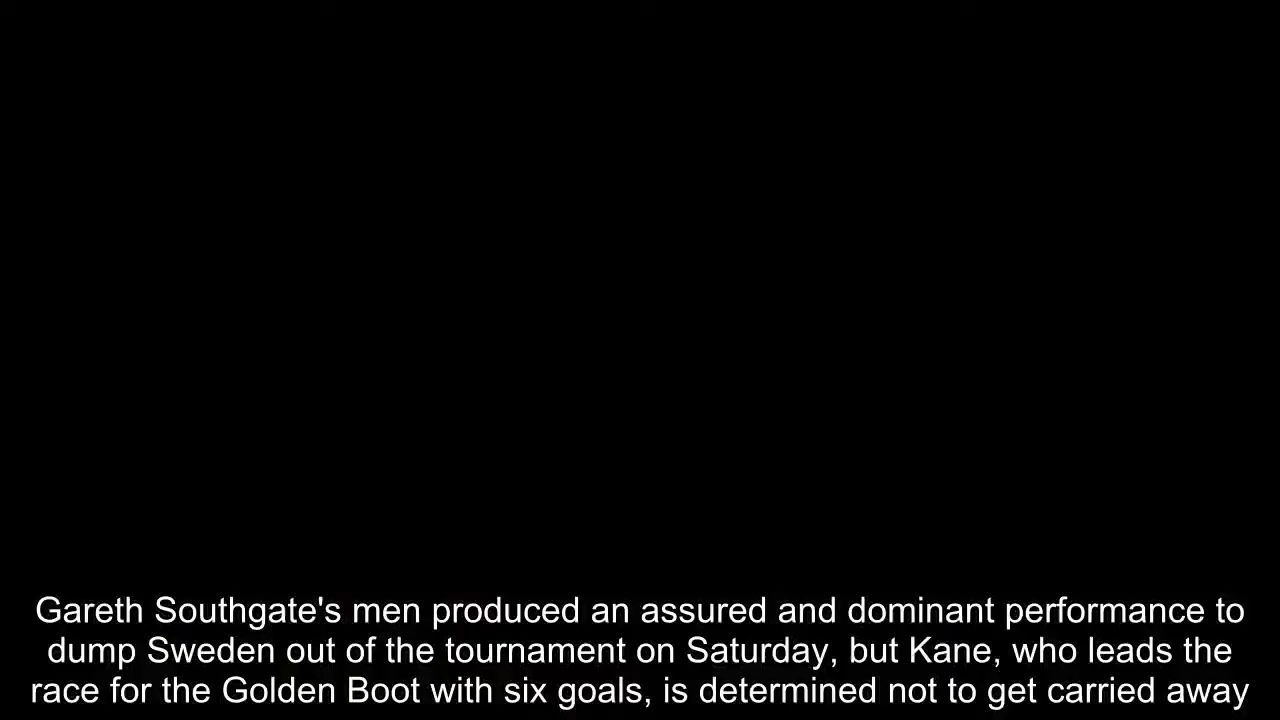 Gareth Southgate's men produced an assured and dominant performance to
dump Sweden out of the tournament on Saturday, but Kane, who leads the
race for the Golden Boot with six goals, is determined not to get carried away